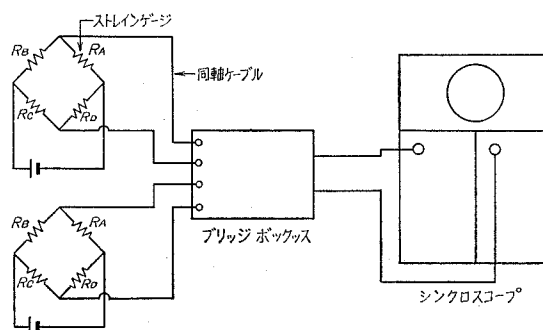 ストレインゲージ
RB
RA
RC
RD
同軸ケーブル
RB
RA
RC
RD
ブリッジ ボックッス
シンクロスコープ